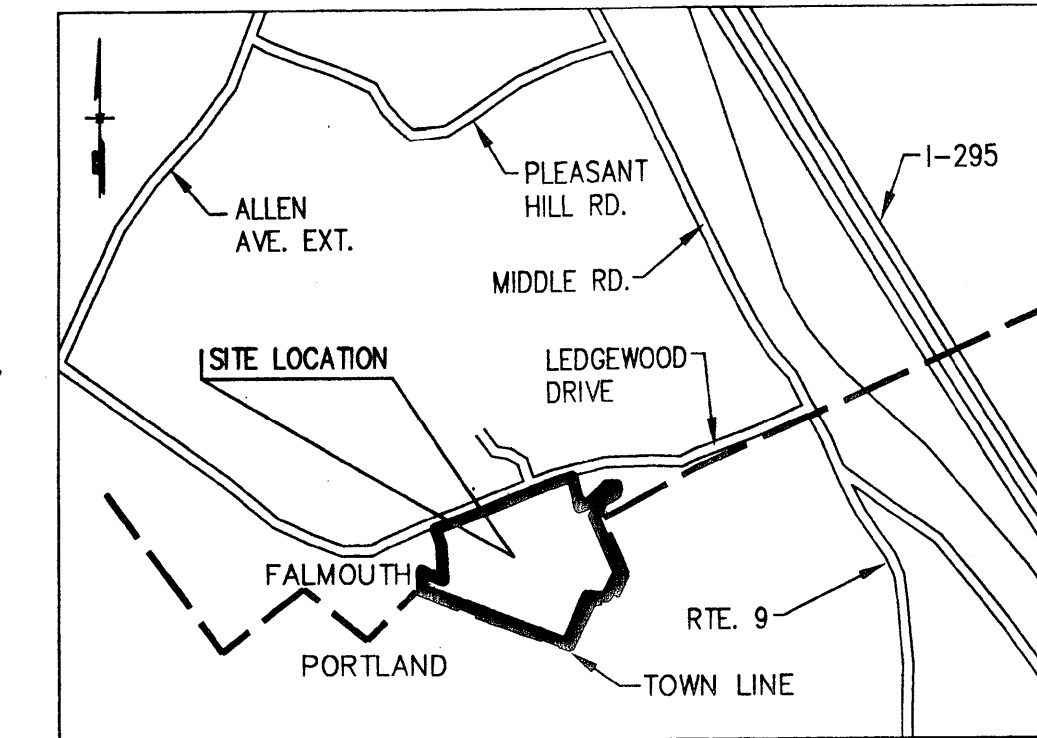 I-295
PLEASANT
HILL RD.
ALLEN
AVE. EXT.
MIDDLE RD.
SITE LOCATION
LEDGEWOOD
DRIVE
FALMOUTH
RTE. 9
PORTLAND
TOWN LINE